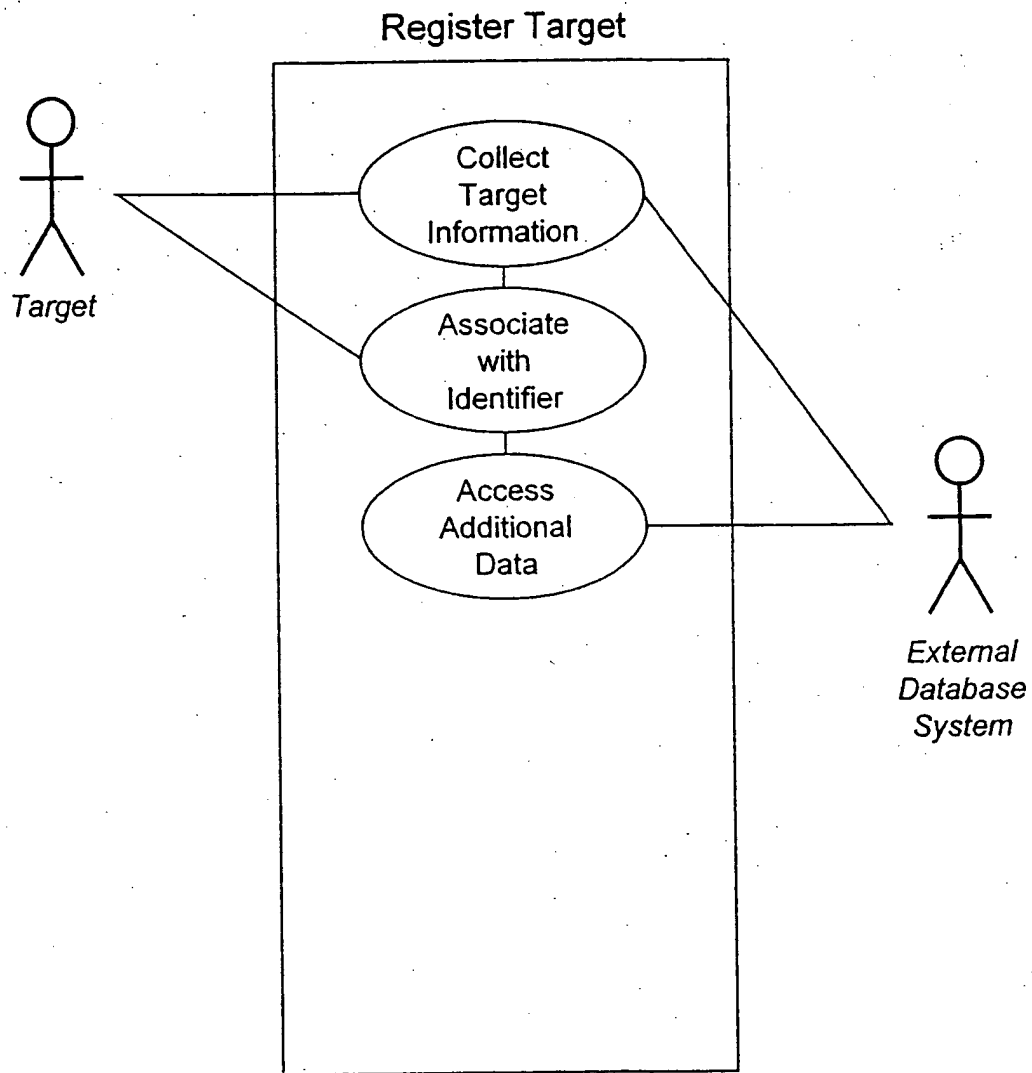 Register Target
Collect
Target
Information
Target
Associate
with
Identifier
Access
Additional
Data
External
Database
System